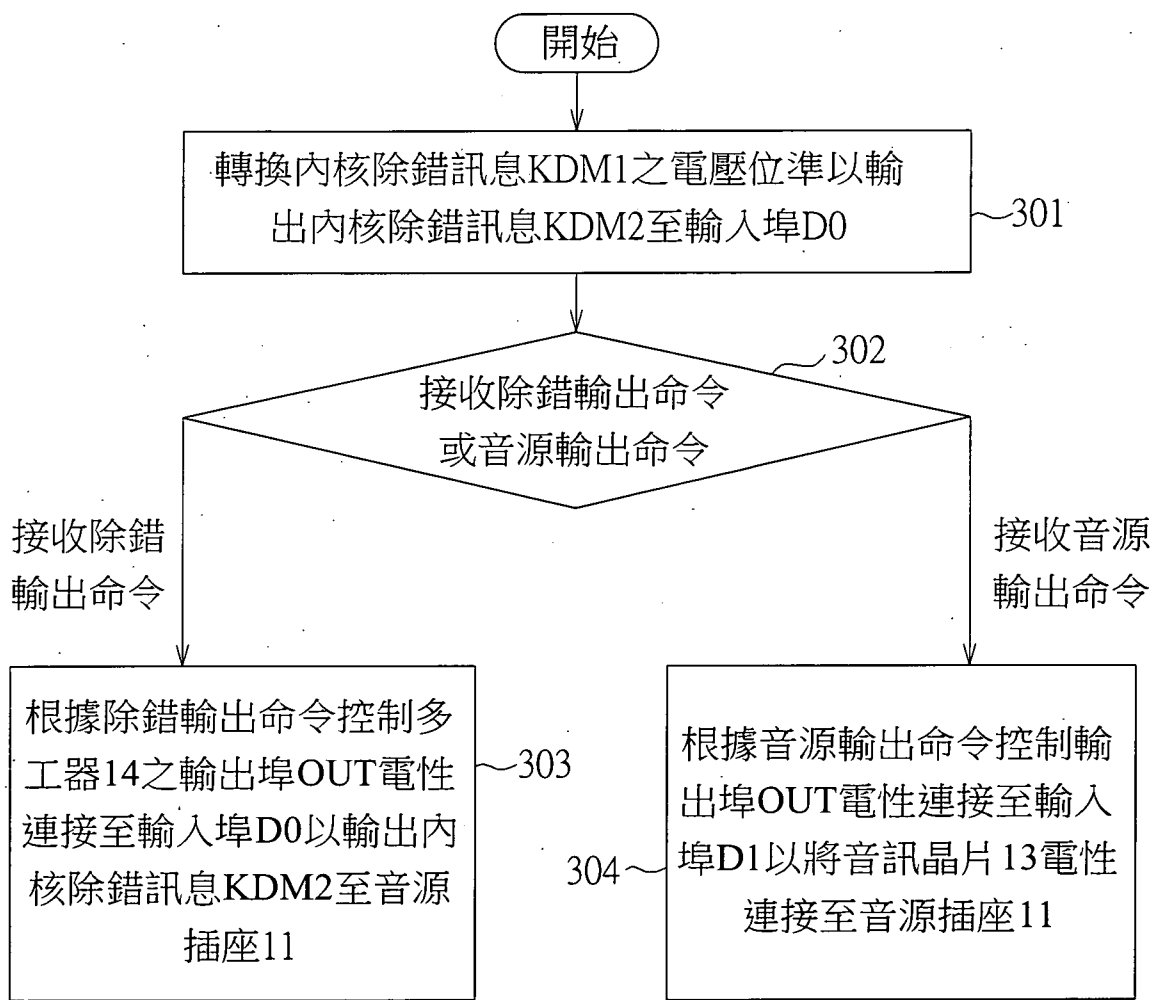 開始
轉換內核除錯訊息KDM1之電壓位準以輸
出內核除錯訊息KDM2至輸入埠D0
301
302
接收除錯輸出命令
或音源輸出命令
接收除錯
輸出命令
接收音源
輸出命令
根據除錯輸出命令控制多
工器14之輸出埠OUT電性
連接至輸入埠D0以輸出內
核除錯訊息KDM2至音源
插座11
303
根據音源輸出命令控制輸
出埠OUT電性連接至輸入
埠D1以將音訊晶片13電性
連接至音源插座11
304